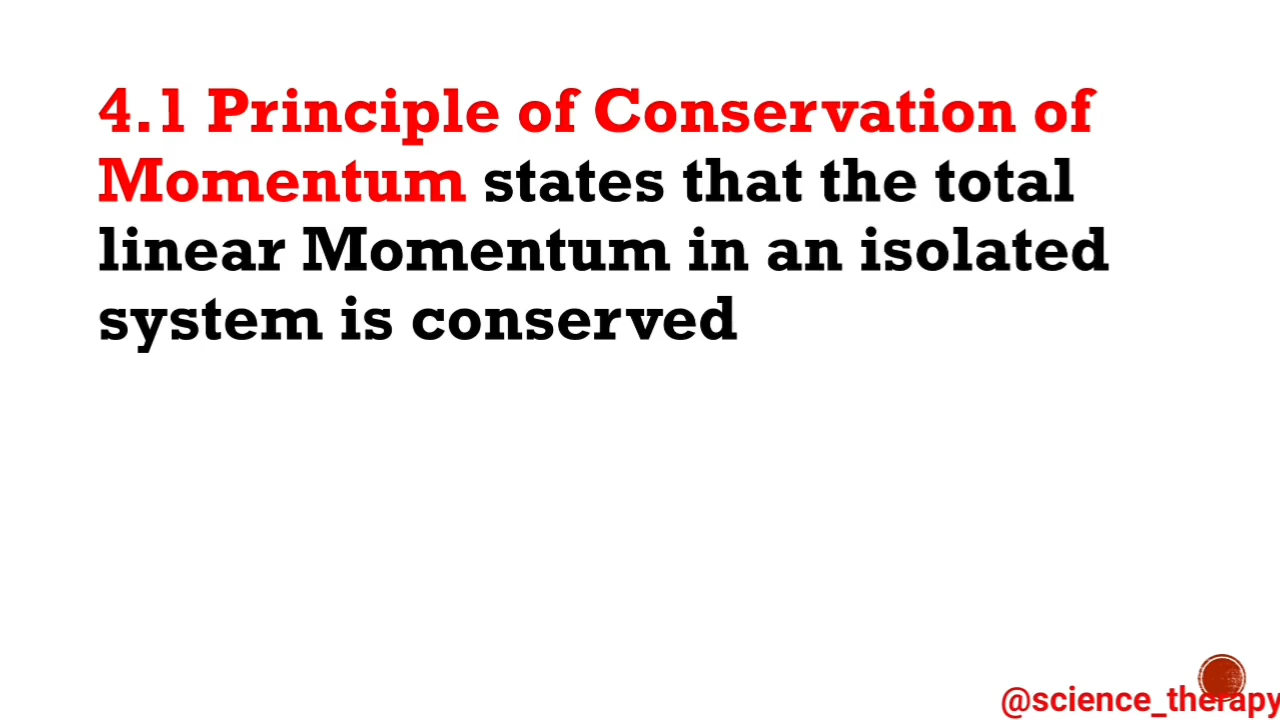 4.1 Principle of Conservation of
Momentum states that the total
linear Momentum in an isolated
system is conserved
@science_therapy